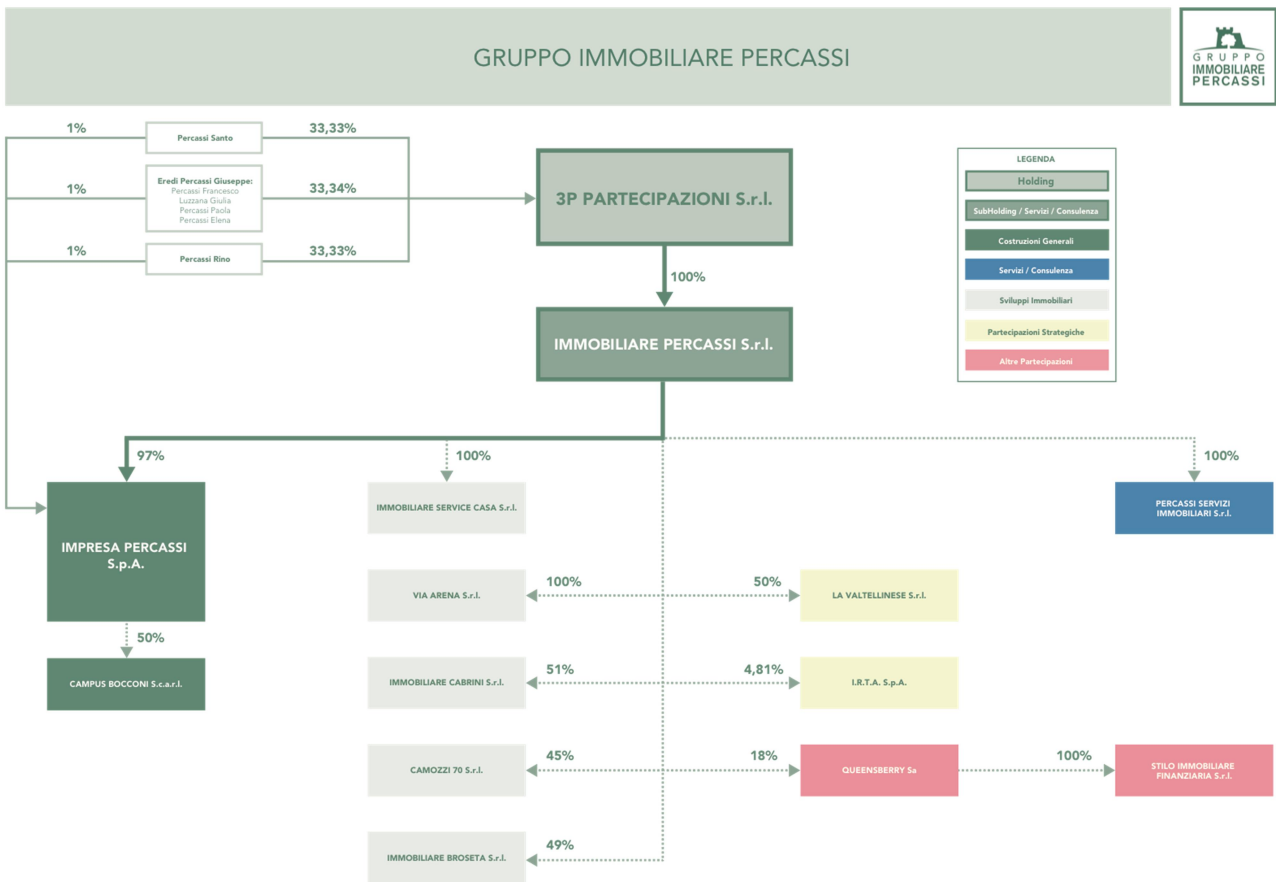 GRUPPO IMMOBILIARE PERCASSI
GRUPPO
IMMOBILIARE
PERCASSI
1%
Percassi Santo
33,33%
1%
Eredi Percassi Giuseppe:
Percassi Francesco
Luzzana Giulia
Percassi Paola
Percassi Elena
33,34%
1%
Percassi Rino
33,33%
3P PARTECIPAZIONI S.r.l.
100%
IMMOBILIARE PERCASSI S.r.l.
LEGENDA
Holding
SubHolding / Servizi / Consulenza
Costruzioni Generali
Servizi / Consulenza
Sviluppi Immobiliari
Partecipazioni Strategiche
Altre Partecipazioni
97%
100%
100%
IMPRESA PERCASSI
S.p.A.
IMMOBILIARE SERVICE CASA S.r.l.
PERCASSI SERVIZI
IMMOBILIARI S.r.l.
VIA ARENA S.r.l.
100%
50%
LA VALTELLINESE S.r.l.
50%
CAMPUS BOCCONI S.c.a.r.l.
IMMOBILIARE CABRINI S.r.l.
51%
4,81%
I.R.T.A. S.p.A.
CAMOZZI 70 S.r.l.
45%
18%
QUEENSBERRY Sa
100%
STILO IMMOBILIARE
FINANZIARIA S.r.l.
IMMOBILIARE BROSETA S.r.l.
49%